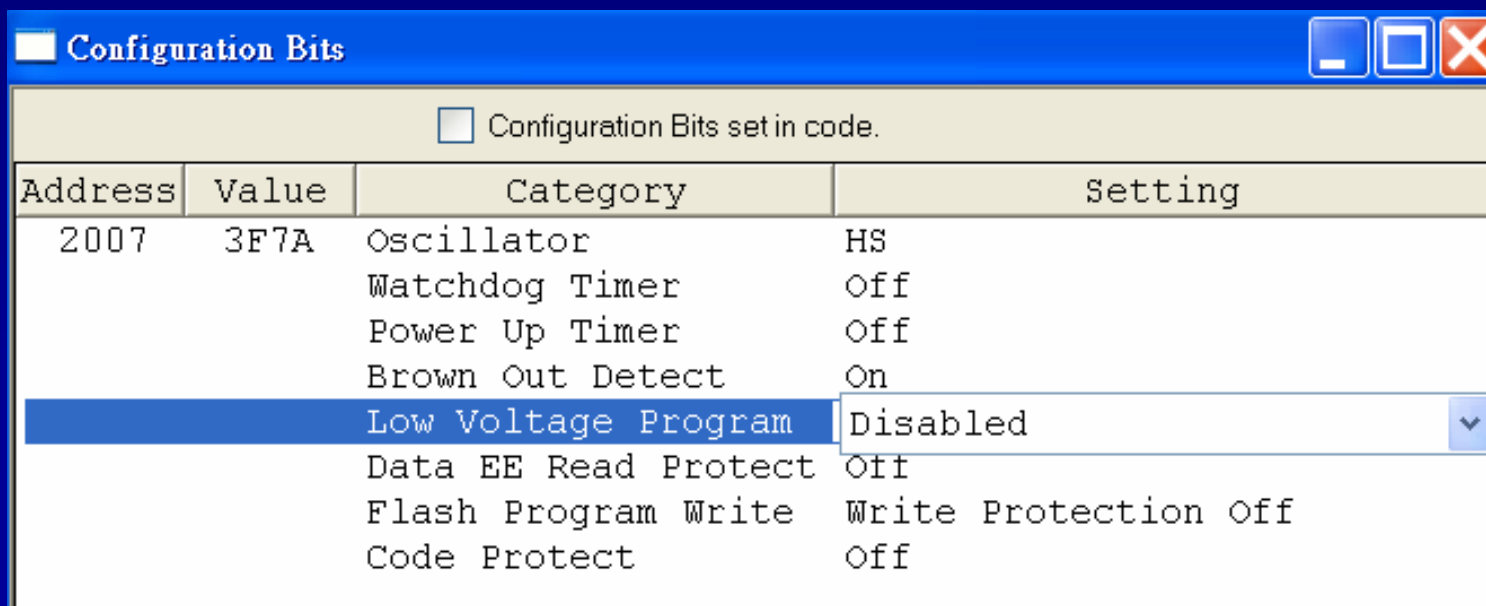 Configuration Bits
Configuration Bits set in code.
Address Value Category Setting
2007 3F7A Oscillator HS
Watchdog Timer Off
Power Up Timer Off
Brown Out Detect On
Low Voltage Program Disabled
Data EE Read Protect Off
Flash Program Write Write Protection Off
Code Protect Off